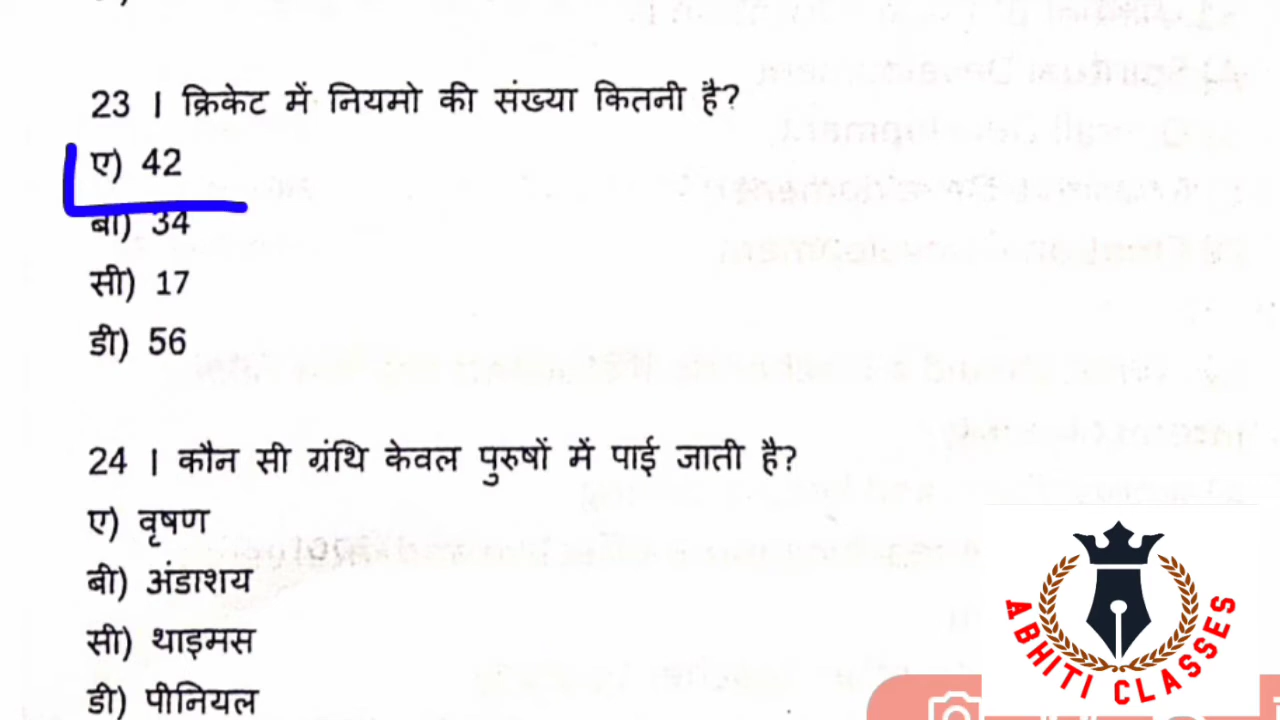 23 । क्रिकेट में नियमो की संख्या कितनी है?
ए) 42
बी) 34
सी) 17
डी) 56
24 । कौन सी ग्रंथि केवल पुरुषों में पाई जाती है?
ए) वृषण
बी) अंडाशय
सी) थाइमस
डी) पीनियल
ABHITI CLASSES